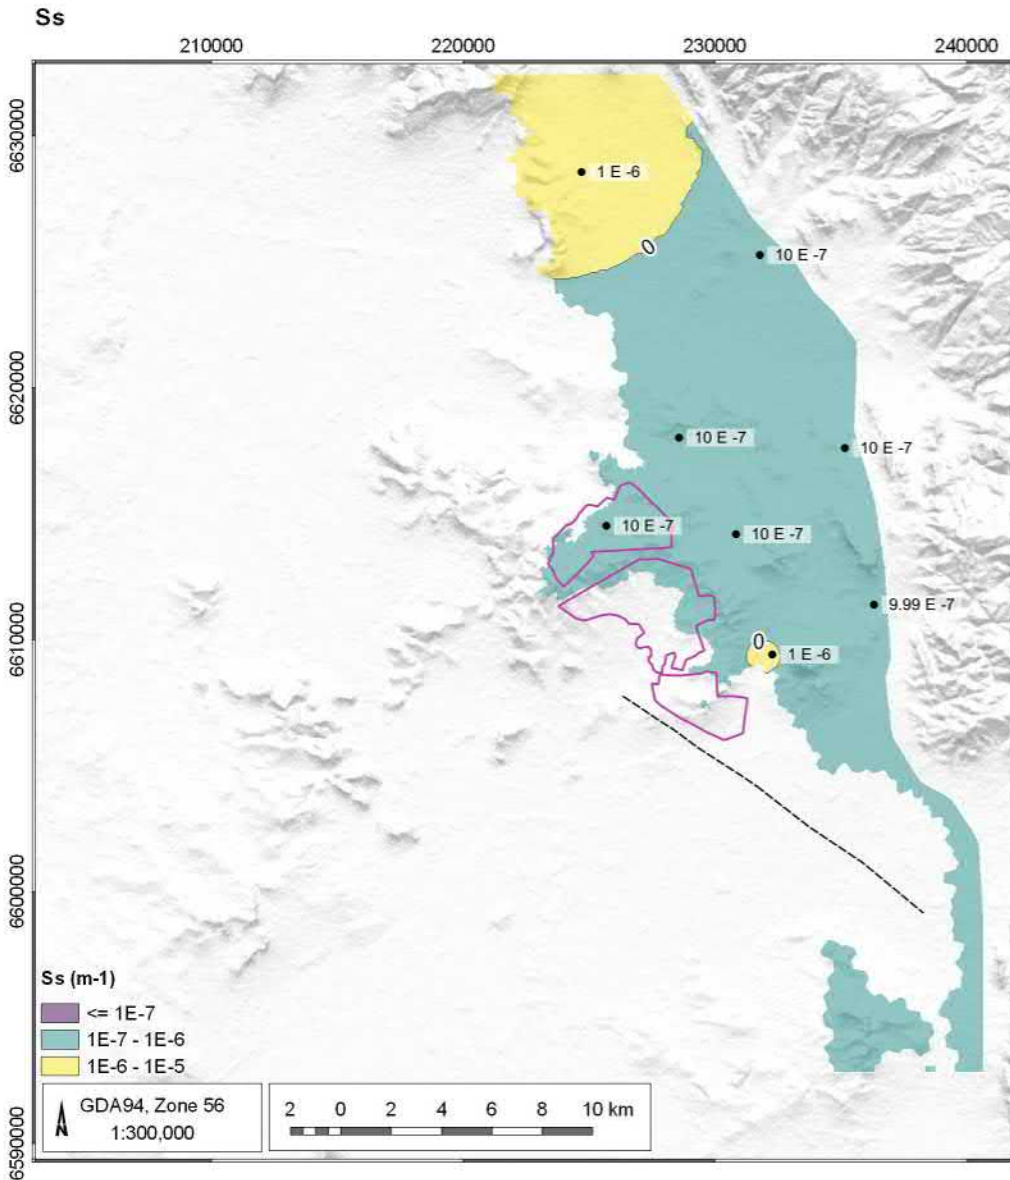 Ss
210000 220000 230000 240000
6630000
1 E -6
0
10 E -7
6620000
10 E -7
10 E -7
10 E -7
10 E -7
9.99 E -7
6610000
0
1 E -6
6600000
Ss (m-1)
<= 1E-7
1E-7 - 1E-6
1E-6 - 1E-5
GDA94, Zone 56
1:300,000
N
2 0 2 4 6 8 10 km
6590000